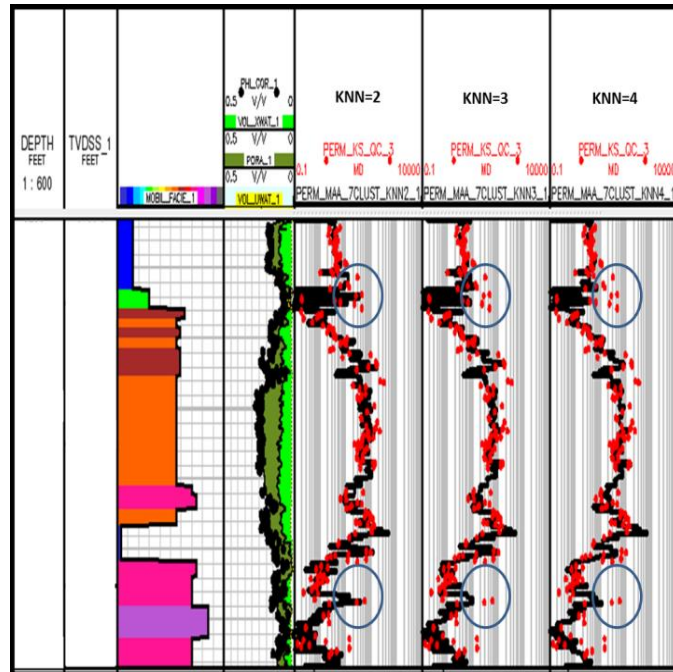 DEPTH
FEET
1 : 600
TVDSS_1
FEET
MOBIL_FACIE_1
PHI_COR_1
0.5 V/V 0
VOL_XWAT_1
0.5 V/V 0
PORA_1
0.5 V/V 0
VOL_UWAT_1
KNN=2
PERM_KS_QC_3
0.1 MD 10000
PERM_MAA_7CLUST_KNN2_1
KNN=3
PERM_KS_QC_3
0.1 MD 10000
PERM_MAA_7CLUST_KNN3_1
KNN=4
PERM_KS_QC_3
0.1 MD 10000
PERM_MAA_7CLUST_KNN4_1